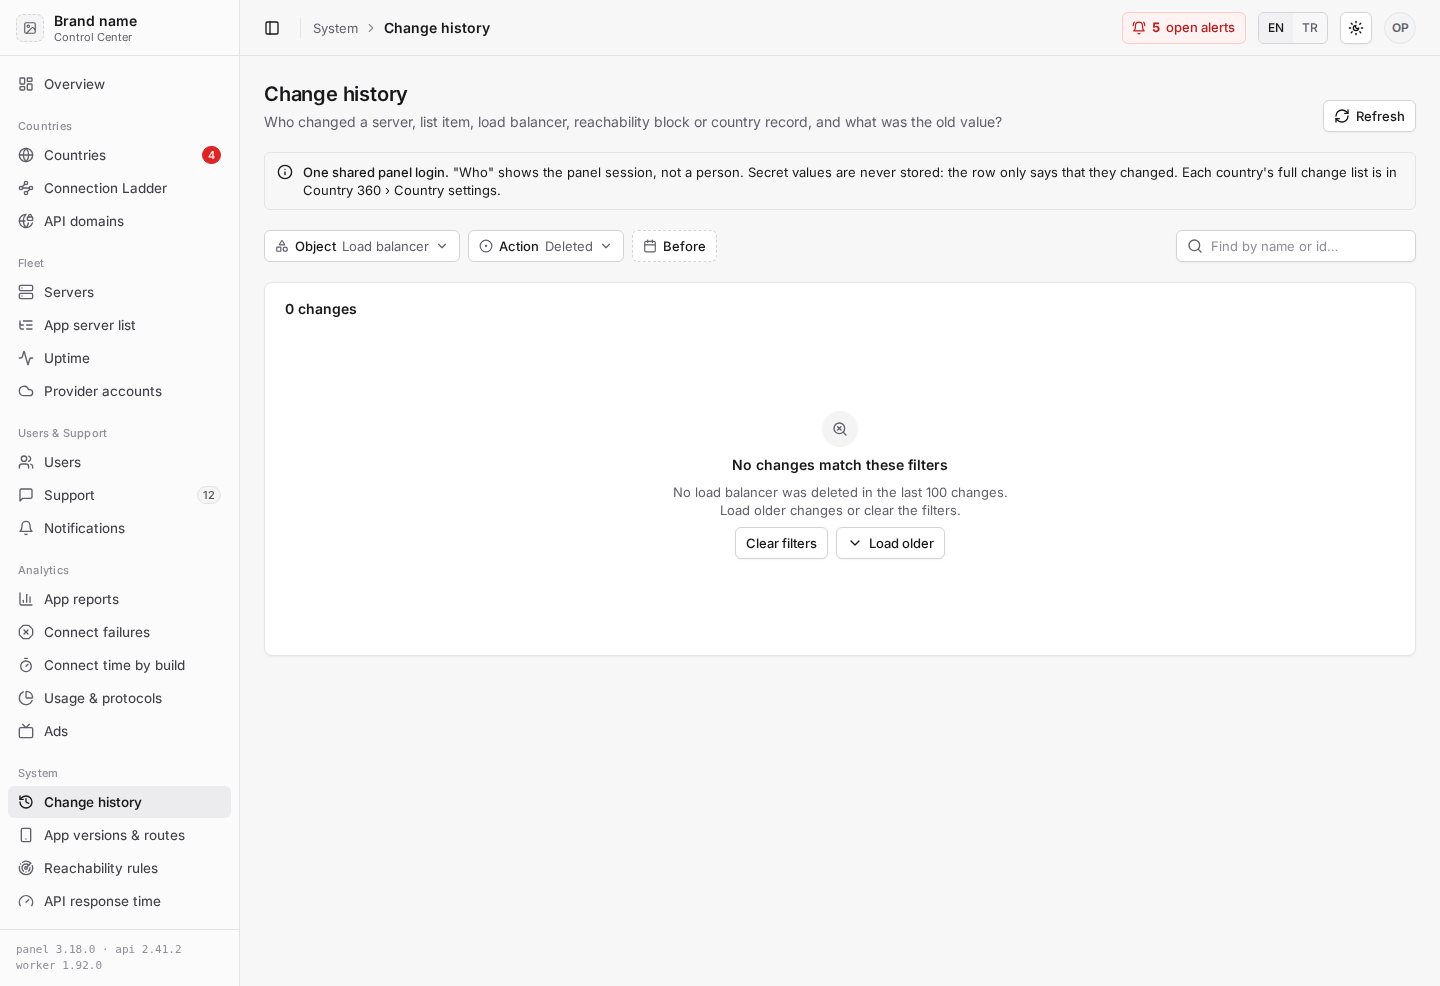 Brand name
Control Center
Overview
Countries
Countries 4
Connection Ladder
API domains
Fleet
Servers
App server list
Uptime
Provider accounts
Users & Support
Users
Support 12
Notifications
Analytics
App reports
Connect failures
Connect time by build
Usage & protocols
Ads
System
Change history
App versions & routes
Reachability rules
API response time
panel 3.18.0 · api 2.41.2
worker 1.92.0
System > Change history
5 open alerts
EN TR
OP
Change history
Who changed a server, list item, load balancer, reachability block or country record, and what was the old value?
Refresh
One shared panel login. "Who" shows the panel session, not a person. Secret values are never stored: the row only says that they changed. Each country's full change list is in
Country 360 › Country settings.
Object Load balancer
Action Deleted
Before
Find by name or id...
0 changes
No changes match these filters
No load balancer was deleted in the last 100 changes.
Load older changes or clear the filters.
Clear filters
Load older